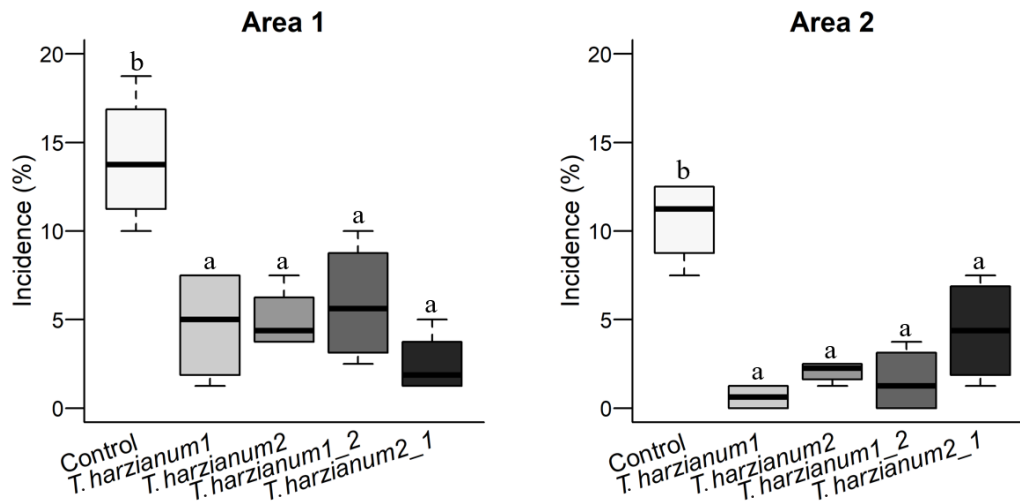 Area 1
Incidence (%)
20
15
10
5
0
b
a
a
a
a
Control
T. harzianum1
T. harzianum2
T. harzianum1_2
T. harzianum2_1
Area 2
Incidence (%)
20
15
10
5
0
b
a
a
a
a
Control
T. harzianum1
T. harzianum2
T. harzianum1_2
T. harzianum2_1